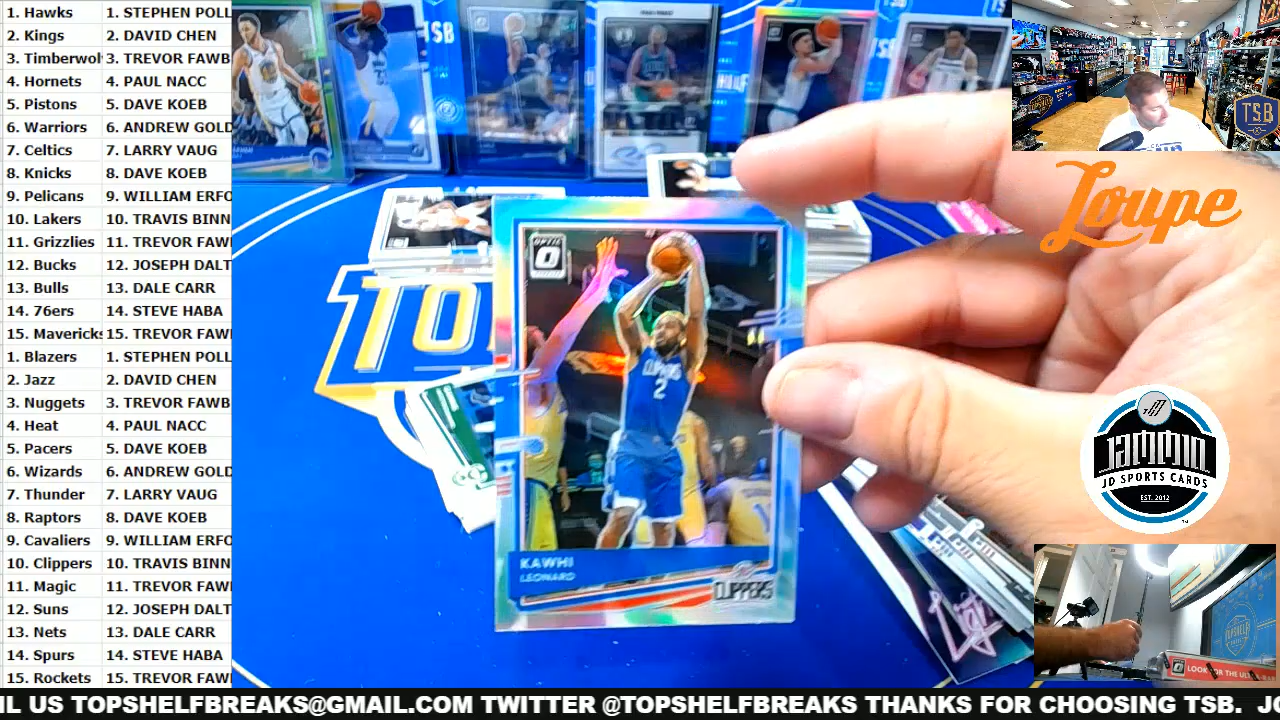 1. Hawks 1. STEPHEN POLL
2. Kings 2. DAVID CHEN
3. Timberwol 3. TREVOR FAWB
4. Hornets 4. PAUL NACC
5. Pistons 5. DAVE KOEB
6. Warriors 6. ANDREW GOLD
7. Celtics 7. LARRY VAUG
8. Knicks 8. DAVE KOEB
9. Pelicans 9. WILLIAM ERFO
10. Lakers 10. TRAVIS BINN
11. Grizzlies 11. TREVOR FAW
12. Bucks 12. JOSEPH DALT
13. Bulls 13. DALE CARR
14. 76ers 14. STEVE HABA
15. Mavericks 15. TREVOR FAW
1. Blazers 1. STEPHEN POLL
2. Jazz 2. DAVID CHEN
3. Nuggets 3. TREVOR FAWB
4. Heat 4. PAUL NACC
5. Pacers 5. DAVE KOEB
6. Wizards 6. ANDREW GOLD
7. Thunder 7. LARRY VAUG
8. Raptors 8. DAVE KOEB
9. Cavaliers 9. WILLIAM ERFO
10. Clippers 10. TRAVIS BINN
11. Magic 11. TREVOR FAW
12. Suns 12. JOSEPH DALT
13. Nets 13. DALE CARR
14. Spurs 14. STEVE HABA
15. Rockets 15. TREVOR FAW
TSB
TSB
Loupe
TO
OPTIC
CLIPPERS
2
KAWHI
LEONARD
CLIPPERS
JAMMIN
JD SPORTS CARDS
EST. 2012
TOPSHELF
IL US TOPSHELFBREAKS@GMAIL.COM TWITTER @TOPSHELFBREAKS THANKS FOR CHOOSING TSB. JO